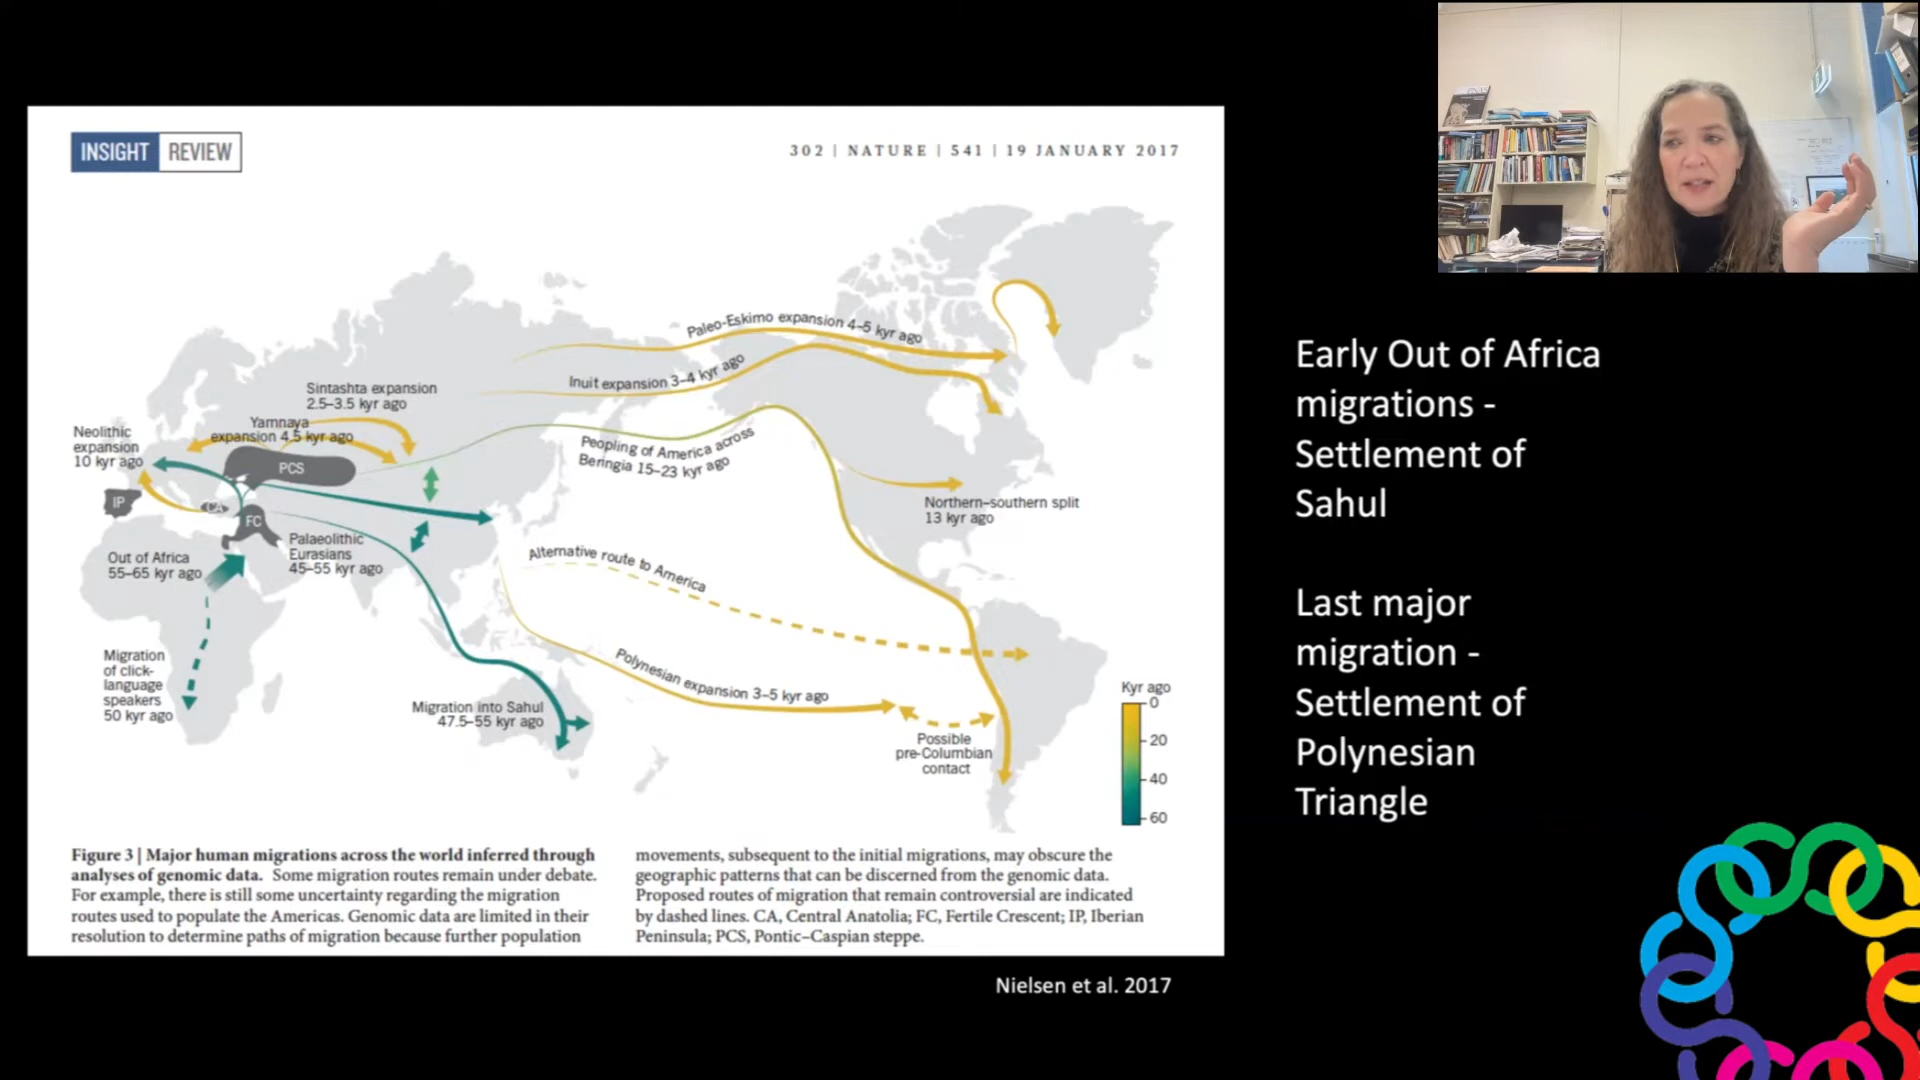 INSIGHT REVIEW
302 | NATURE | 541 | 19 JANUARY 2017
Paleo-Eskimo expansion 4–5 kyr ago
Inuit expansion 3–4 kyr ago
Sintashta expansion
2.5–3.5 kyr ago
Yamnaya
expansion 4.5 kyr ago
Neolithic
expansion
10 kyr ago
PCS
IP
CA
FC
Peopling of America across
Beringia 15–23 kyr ago
Northern–southern split
13 kyr ago
Palaeolithic
Eurasians
45–55 kyr ago
Out of Africa
55–65 kyr ago
Alternative route to America
Migration
of click-
language
speakers
50 kyr ago
Polynesian expansion 3–5 kyr ago
Migration into Sahul
47.5–55 kyr ago
Possible
pre-Columbian
contact
Kyr ago
0
20
40
60
Figure 3 | Major human migrations across the world inferred through
analyses of genomic data. Some migration routes remain under debate.
For example, there is still some uncertainty regarding the migration
routes used to populate the Americas. Genomic data are limited in their
resolution to determine paths of migration because further population
movements, subsequent to the initial migrations, may obscure the
geographic patterns that can be discerned from the genomic data.
Proposed routes of migration that remain controversial are indicated
by dashed lines. CA, Central Anatolia; FC, Fertile Crescent; IP, Iberian
Peninsula; PCS, Pontic–Caspian steppe.
Nielsen et al. 2017
Early Out of Africa
migrations -
Settlement of
Sahul
Last major
migration -
Settlement of
Polynesian
Triangle